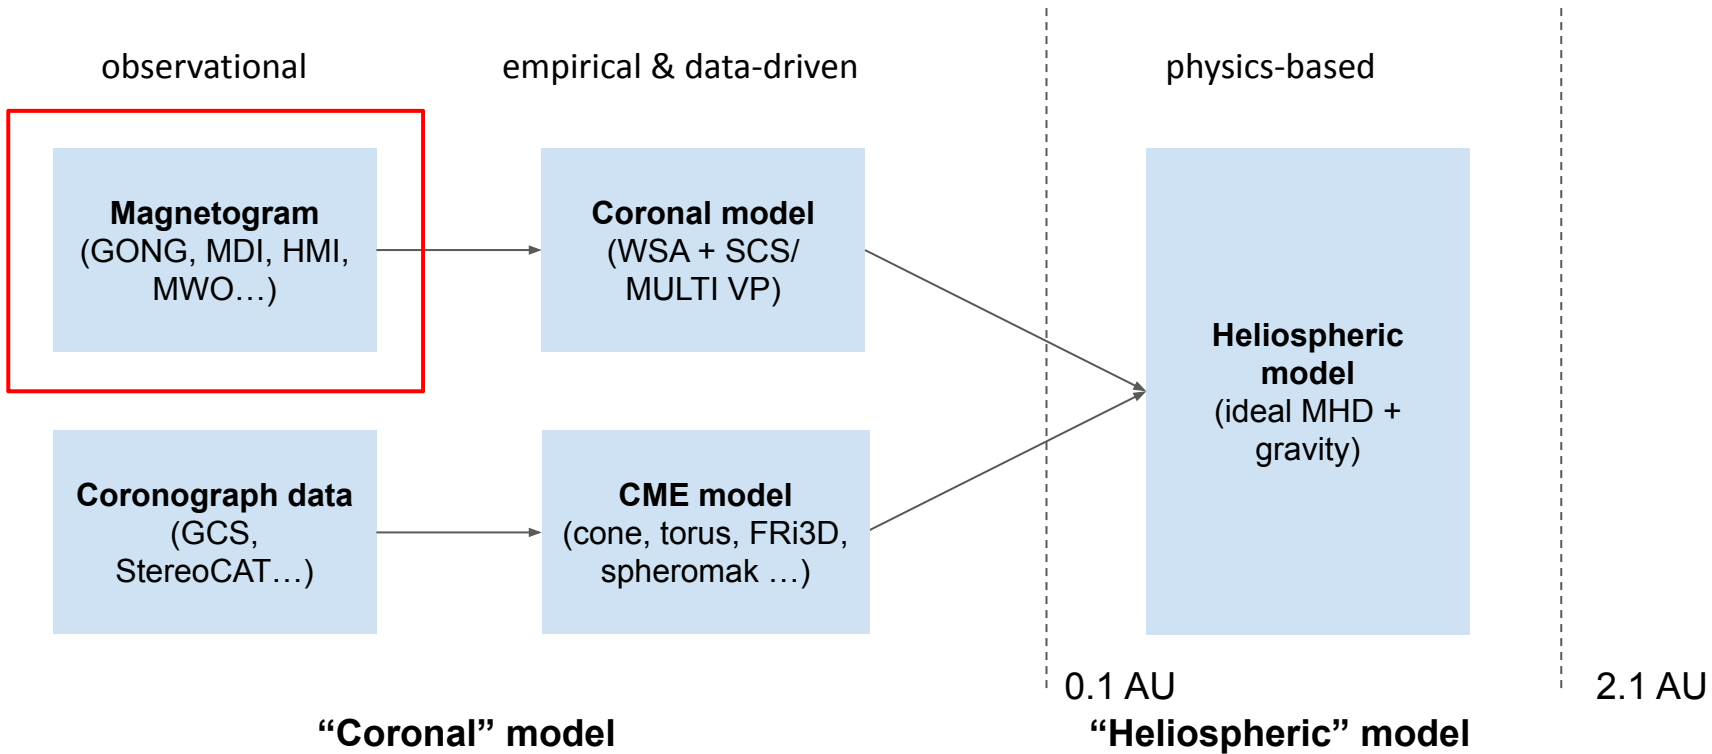 observational
empirical & data-driven
physics-based
Magnetogram
(GONG, MDI, HMI,
MWO…)
Coronal model
(WSA + SCS/
MULTI VP)
Heliospheric
model
(ideal MHD +
gravity)
Coronograph data
(GCS,
StereoCAT…)
CME model
(cone, torus, FRi3D,
spheromak …)
0.1 AU
2.1 AU
“Coronal” model
“Heliospheric” model